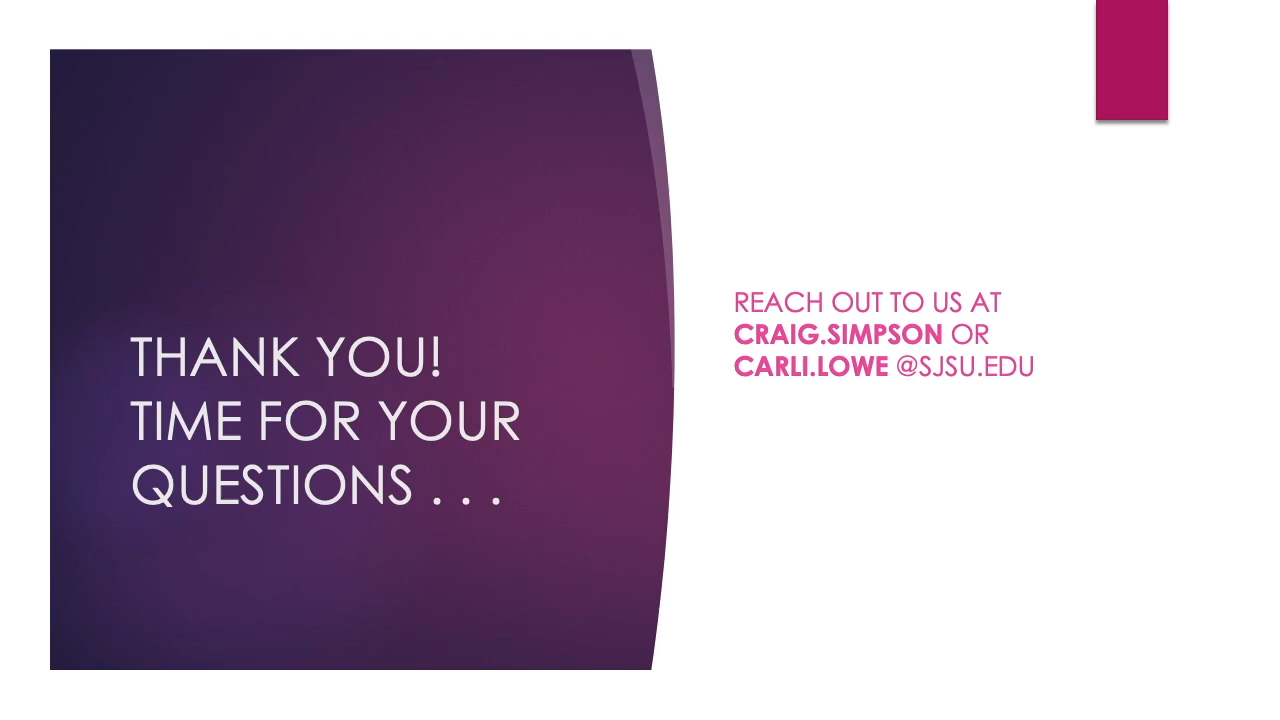 THANK YOU!
TIME FOR YOUR
QUESTIONS . . .
REACH OUT TO US AT
CRAIG.SIMPSON OR
CARLI.LOWE @SJSU.EDU